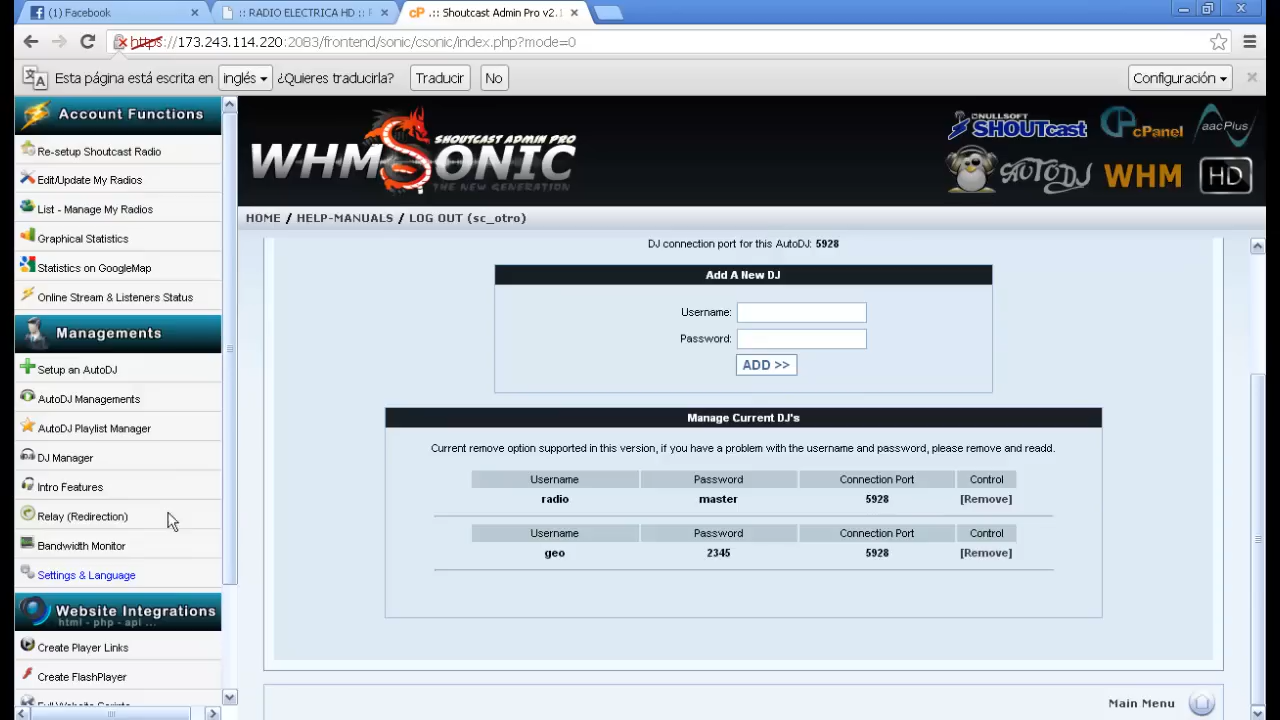 (1) Facebook
:: RADIO ELECTRICA HD :: F
.:: Shoutcast Admin Pro v2.1
https://173.243.114.220:2083/frontend/sonic/csonic/index.php?mode=0
Esta página está escrita en inglés ¿Quieres traducirla? Traducir No Configuración
Account Functions
Re-setup Shoutcast Radio
Edit/Update My Radios
List - Manage My Radios
Graphical Statistics
Statistics on GoogleMap
Online Stream & Listeners Status
Managements
Setup an AutoDJ
AutoDJ Managements
AutoDJ Playlist Manager
DJ Manager
Intro Features
Relay (Redirection)
Bandwidth Monitor
Settings & Language
Website Integrations
html - php - api ...
Create Player Links
Create FlashPlayer
Full Website Scripts
SHOUTCAST ADMIN PRO
WHMSONIC
THE NEW GENERATION
NULLSOFT
SHOUTcast
cPanel
aacPlus
AUTODJ
WHM
HD
HOME / HELP-MANUALS / LOG OUT (sc_otro)
DJ connection port for this AutoDJ: 5928
Add A New DJ
Username:
Password:
ADD >>
Manage Current DJ's
Current remove option supported in this version, if you have a problem with the username and password, please remove and readd.
Username Password Connection Port Control
radio master 5928 [Remove]
Username Password Connection Port Control
geo 2345 5928 [Remove]
Main Menu